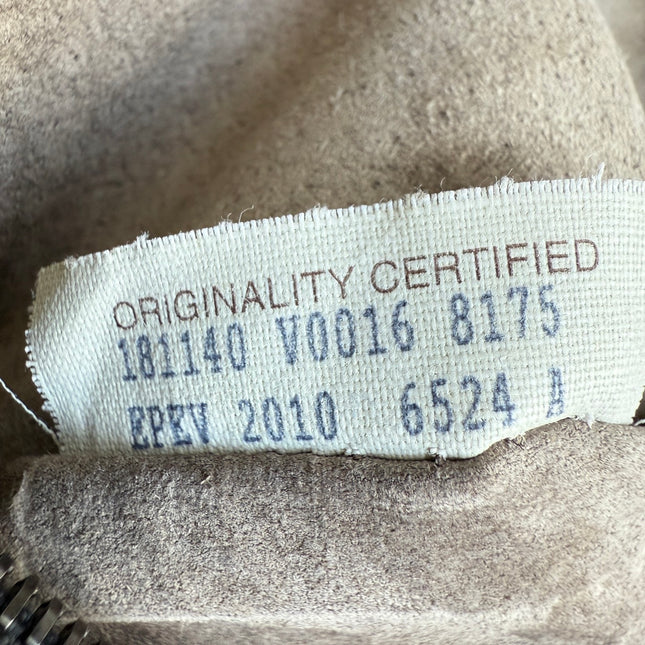 ORIGINALITY CERTIFIED
181140 V0016 8175
EPEV 2010 6524 A